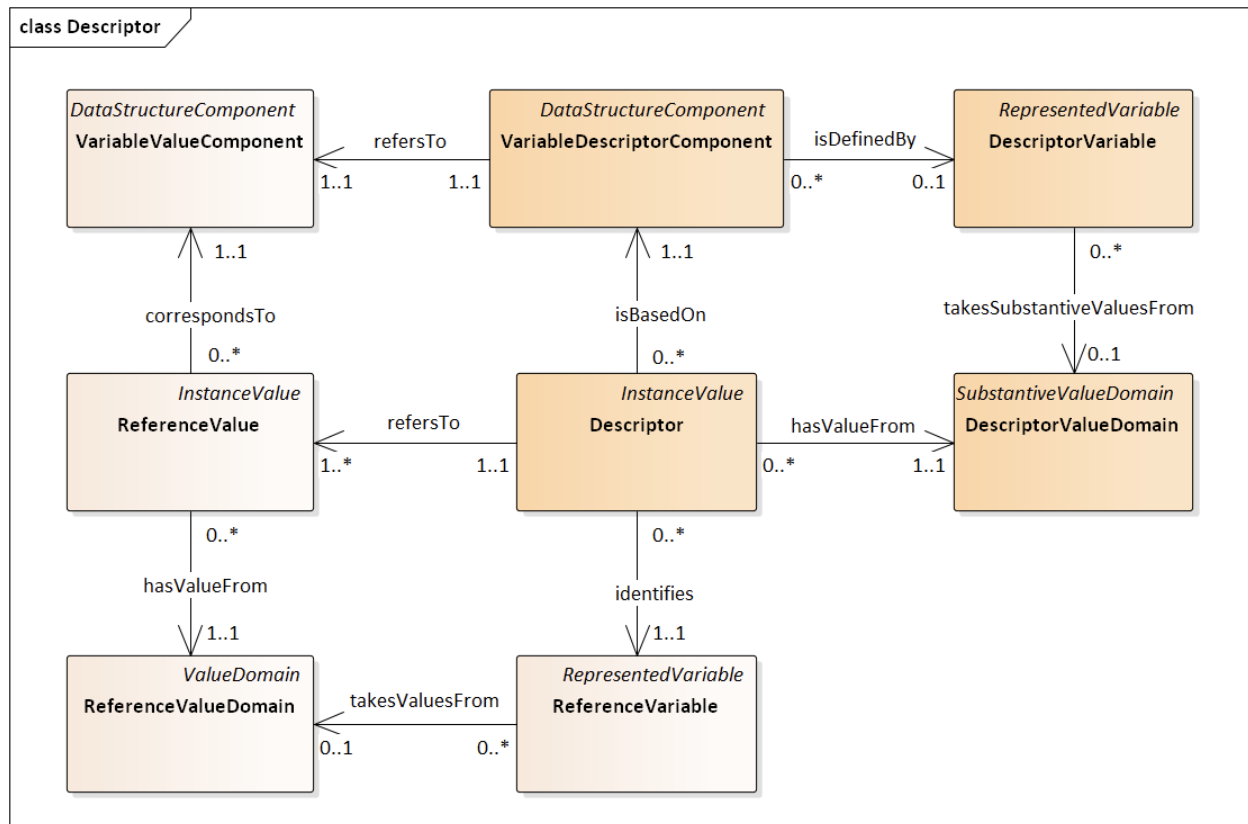 class Descriptor
DataStructureComponent
VariableValueComponent
DataStructureComponent
VariableDescriptorComponent
RepresentedVariable
DescriptorVariable
refersTo
1..1
1..1
isDefinedBy
0..*
0..1
1..1
correspondsTo
0..*
1..1
isBasedOn
0..*
0..*
takesSubstantiveValuesFrom
0..1
InstanceValue
ReferenceValue
InstanceValue
Descriptor
SubstantiveValueDomain
DescriptorValueDomain
refersTo
1..*
1..1
hasValueFrom
0..*
1..1
0..*
hasValueFrom
1..1
0..*
identifies
1..1
ValueDomain
ReferenceValueDomain
RepresentedVariable
ReferenceVariable
takesValuesFrom
0..1
0..*